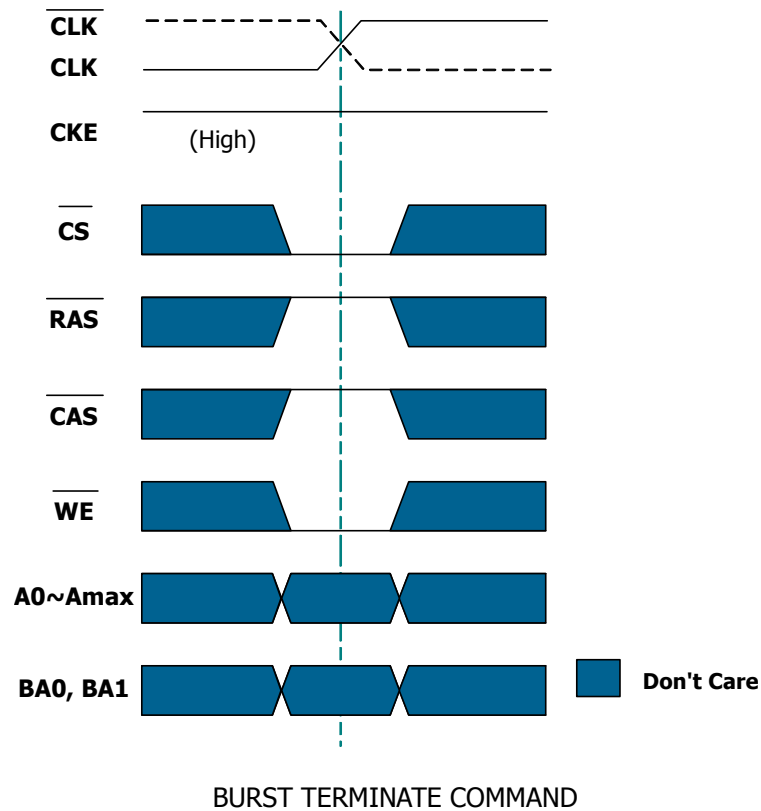 CLK
CLK
CKE
(High)
CS
RAS
CAS
WE
A0~Amax
BA0, BA1
Don't Care
BURST TERMINATE COMMAND